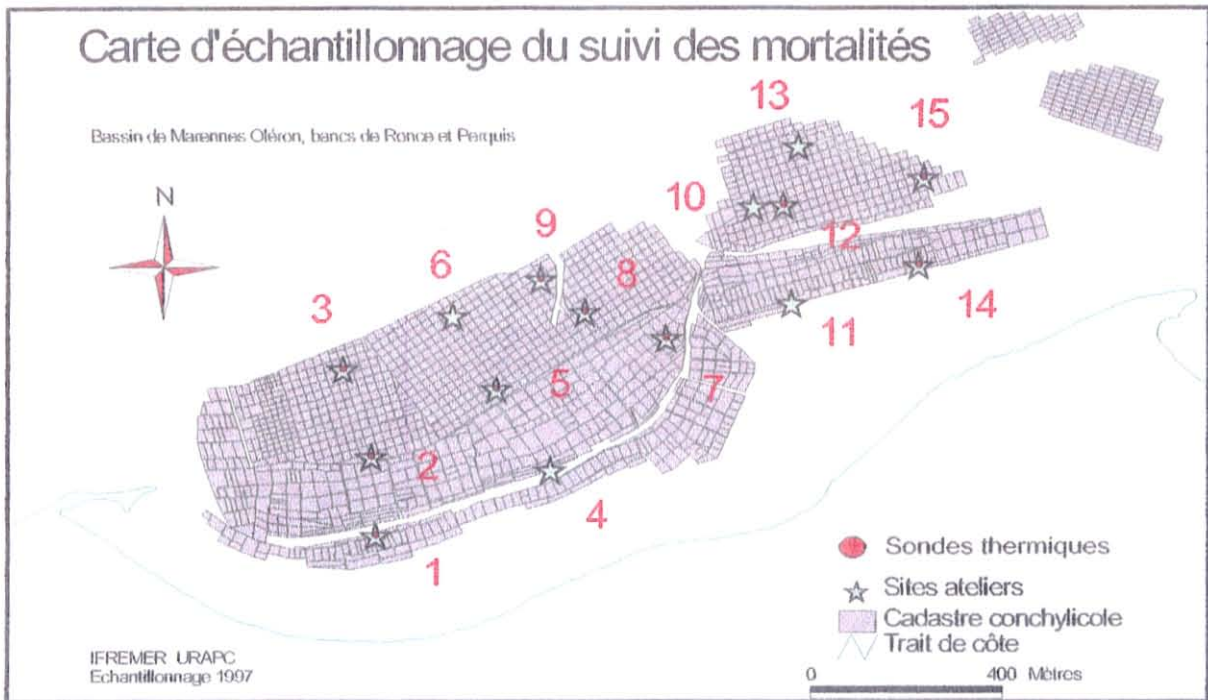 Carte d'échantillonnage du suivi des mortalités
Bassin de Marennes Oléron, bancs de Ronce et Perquis
N
13
15
10
9
12
6
8
3
14
11
5
7
2
4
1
Sondes thermiques
Sites ateliers
Cadastre conchylicole
Trait de côte
IFREMER URAPC
Echantillonnage 1997
0 400 Mètres